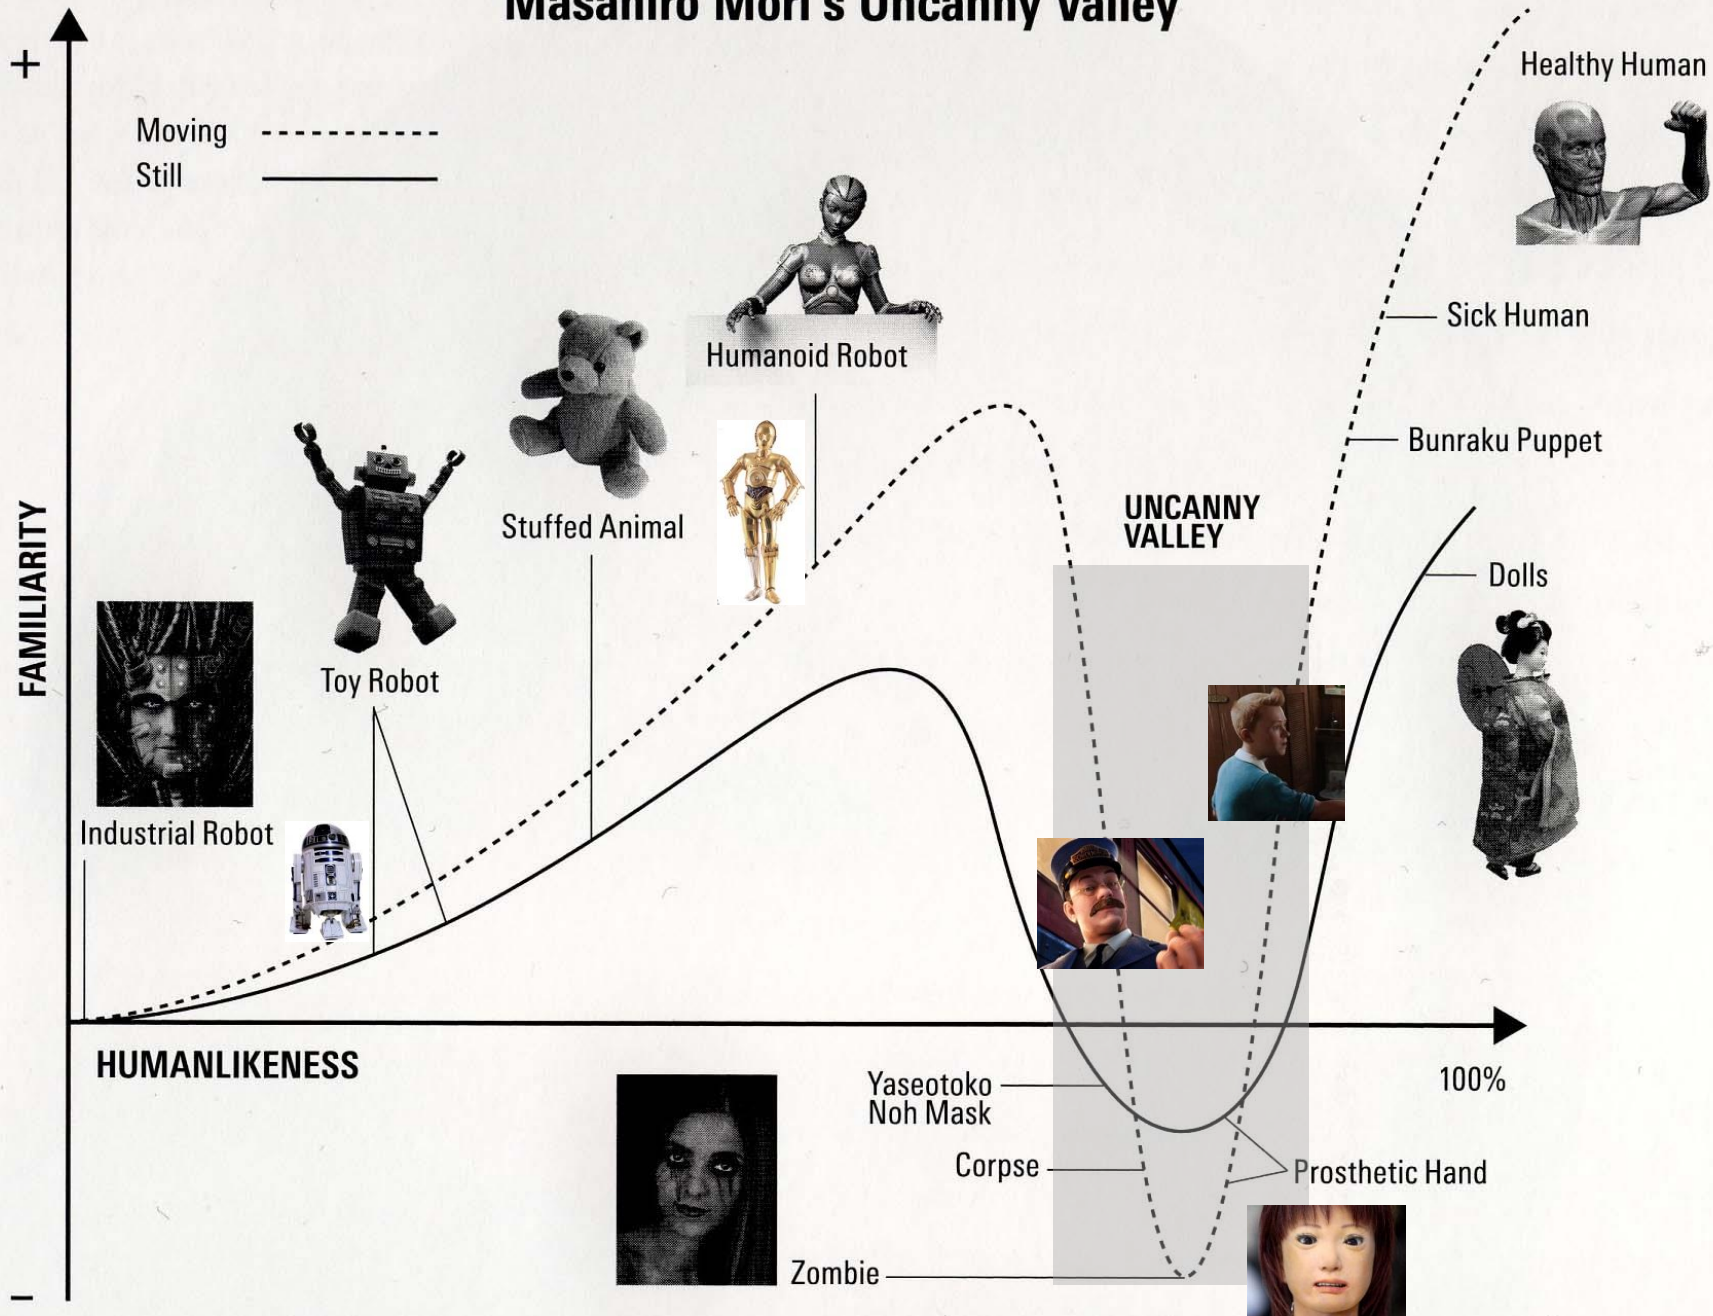 Masahiro Mori's Uncanny Valley
+
Healthy Human
Moving
Still
Sick Human
Humanoid Robot
Bunraku Puppet
UNCANNY
VALLEY
Stuffed Animal
Dolls
FAMILIARITY
Toy Robot
Industrial Robot
HUMANLIKENESS
100%
Yaseotoko
Noh Mask
Corpse
Prosthetic Hand
Zombie
−